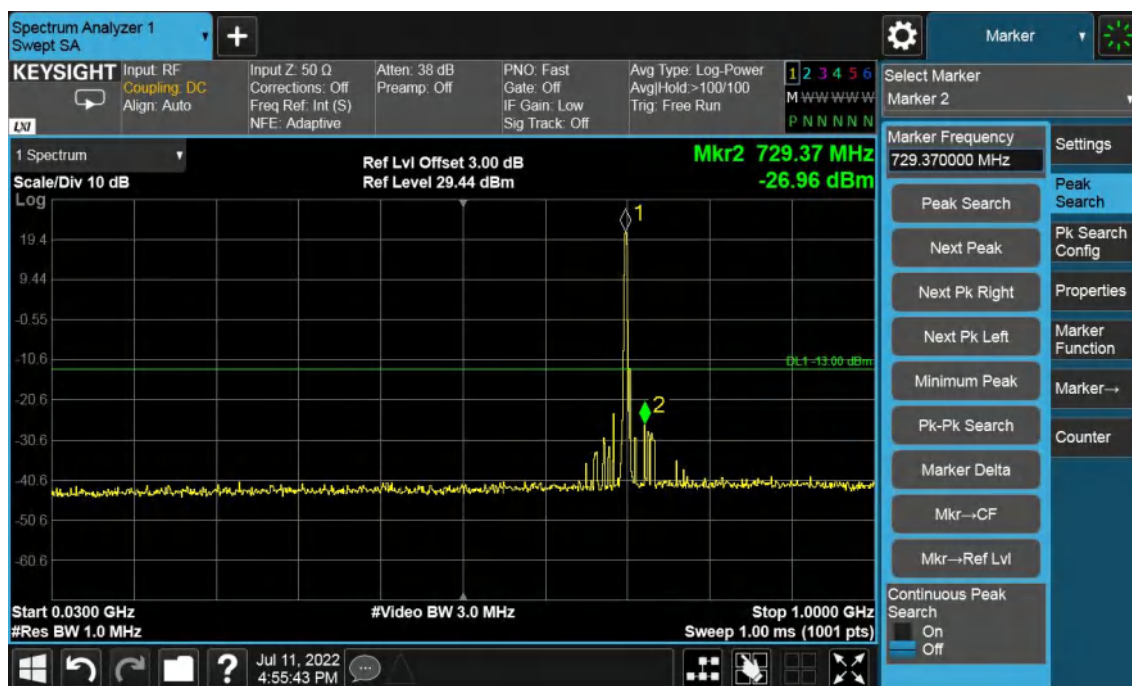 Spectrum Analyzer 1
Swept SA
Marker
KEYSIGHT
LXI
Input: RF
Coupling: DC
Align: Auto
Input Z: 50 Ω
Corrections: Off
Freq Ref: Int (S)
NFE: Adaptive
Atten: 38 dB
Preamp: Off
PNO: Fast
Gate: Off
IF Gain: Low
Sig Track: Off
Avg Type: Log-Power
Avg|Hold:>100/100
Trig: Free Run
1 2 3 4 5 6
M W W W W W
P N N N N N
Select Marker
Marker 2
1 Spectrum
Scale/Div 10 dB
Log
Ref Lvl Offset 3.00 dB
Ref Level 29.44 dBm
Mkr2 729.37 MHz
-26.96 dBm
1
19.4
9.44
-0.55
-10.6
DL1 -13.00 dBm
-20.6
2
-30.6
-40.6
-50.6
-60.6
Start 0.0300 GHz
#Res BW 1.0 MHz
#Video BW 3.0 MHz
Stop 1.0000 GHz
Sweep 1.00 ms (1001 pts)
Marker Frequency
729.370000 MHz
Peak Search
Next Peak
Next Pk Right
Next Pk Left
Minimum Peak
Pk-Pk Search
Marker Delta
Mkr→CF
Mkr→Ref Lvl
Continuous Peak
Search
On
Off
Settings
Peak
Search
Pk Search
Config
Properties
Marker
Function
Marker→
Counter
?
Jul 11, 2022
4:55:43 PM